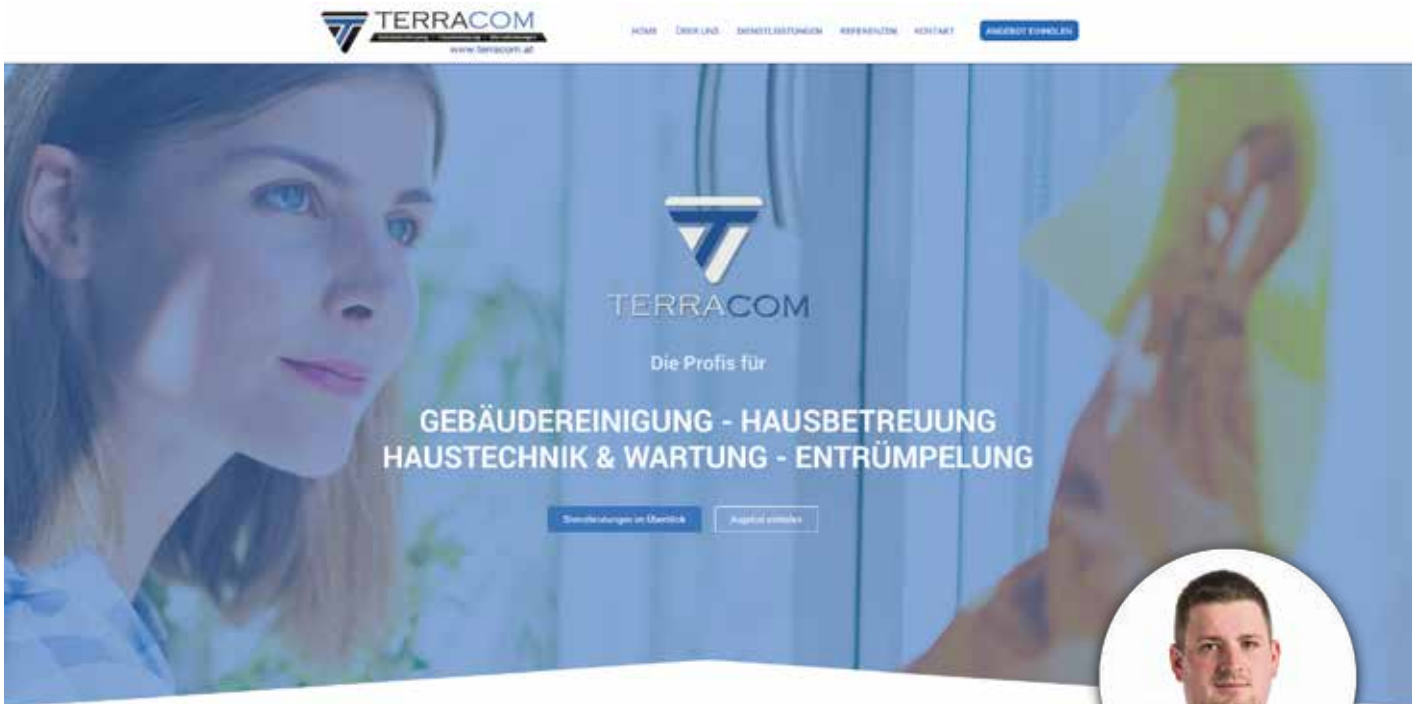 TERRACOM
www.terracom.at
HOME ÜBER UNS DIENSTLEISTUNGEN REFERENZEN KONTAKT ANGEBOT EINHOLEN
TERRACOM
Die Profis für
GEBÄUDEREINIGUNG - HAUSBETREUUNG
HAUSTECHNIK & WARTUNG - ENTRÜMPELUNG
Dienstleistungen im Überblick Angebot einholen